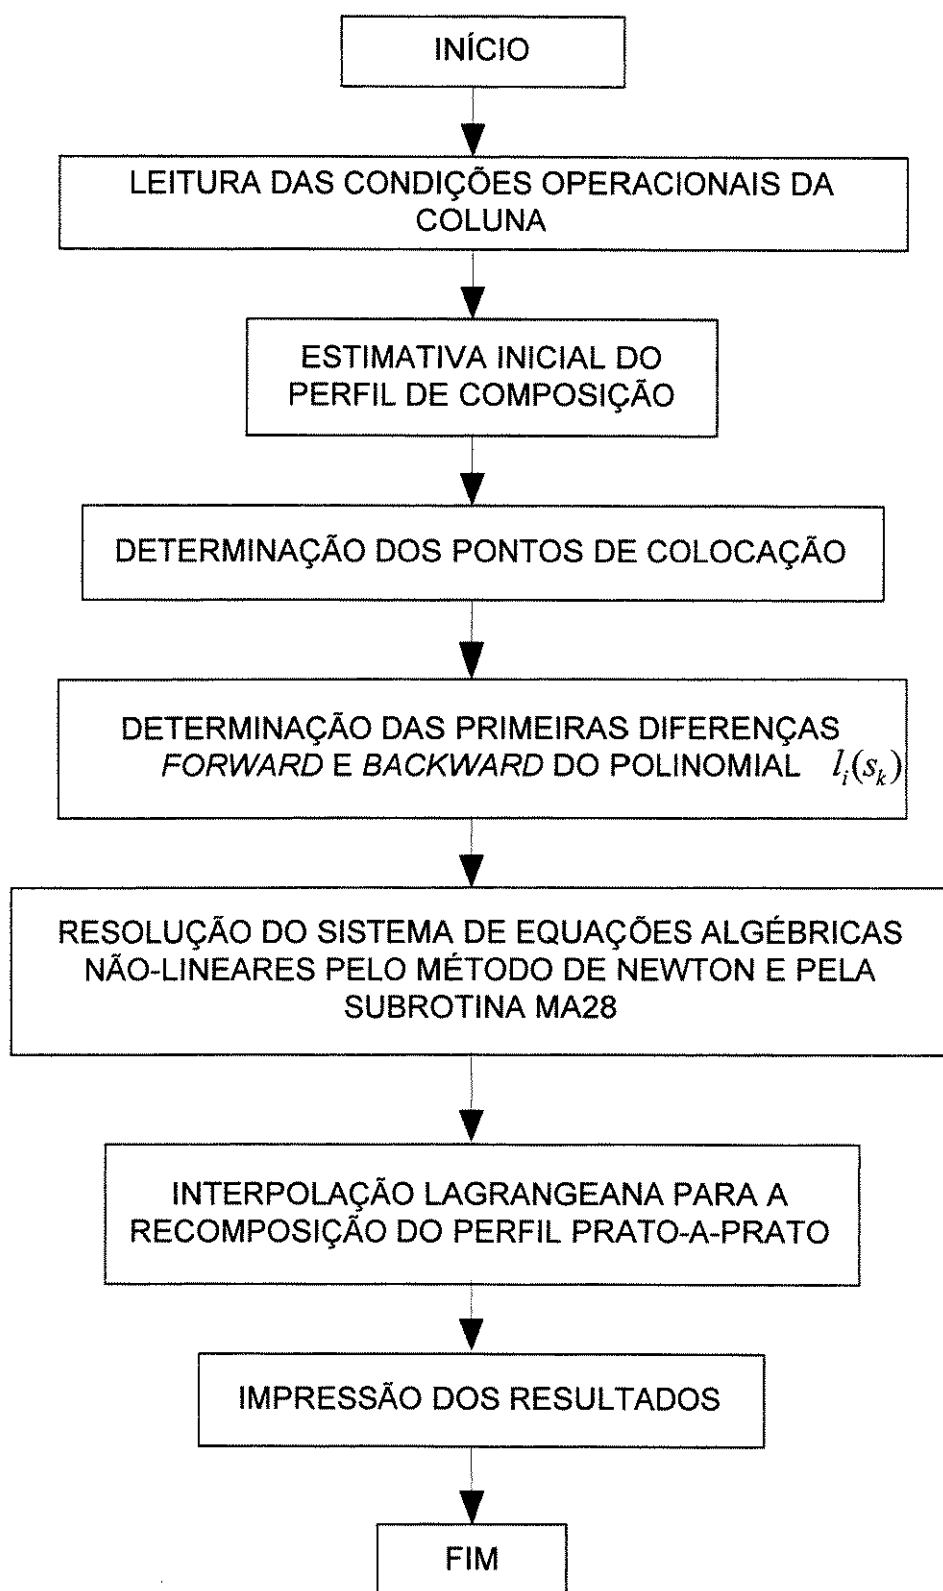 INÍCIO
LEITURA DAS CONDIÇÕES OPERACIONAIS DA
COLUNA
ESTIMATIVA INICIAL DO
PERFIL DE COMPOSIÇÃO
DETERMINAÇÃO DOS PONTOS DE COLOCAÇÃO
DETERMINAÇÃO DAS PRIMEIRAS DIFERENÇAS
FORWARD E BACKWARD DO POLINOMIAL l_i(s_k)
RESOLUÇÃO DO SISTEMA DE EQUAÇÕES ALGÉBRICAS
NÃO-LINEARES PELO MÉTODO DE NEWTON E PELA
SUBROTINA MA28
INTERPOLAÇÃO LAGRANGEANA PARA A
RECOMPOSIÇÃO DO PERFIL PRATO-A-PRATO
IMPRESSÃO DOS RESULTADOS
FIM